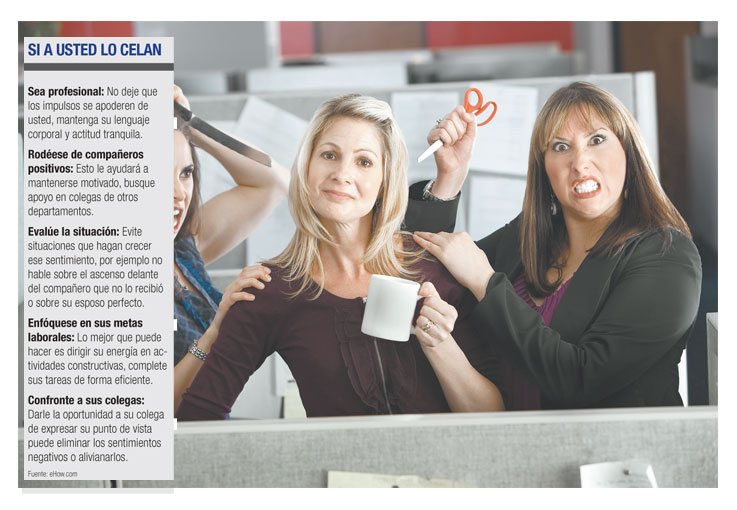 SI A USTED LO CELAN
Sea profesional: No deje que
los impulsos se apoderen de
usted, mantenga su lenguaje
corporal y actitud tranquila.
Rodéese de compañeros
positivos: Esto le ayudará a
mantenerse motivado, busque
apoyo en colegas de otros
departamentos.
Evalúe la situación: Evite
situaciones que hagan crecer
ese sentimiento, por ejemplo no
hable sobre el ascenso delante
del compañero que no lo recibió
o sobre su esposo perfecto.
Enfóquese en sus metas
laborales: Lo mejor que puede
hacer es dirigir su energía en ac-
tividades constructivas, complete
sus tareas de forma eficiente.
Confronte a sus colegas:
Darle la oportunidad a su colega
de expresar su punto de vista
puede eliminar los sentimientos
negativos o alivianarlos.
Fuente: eHow.com